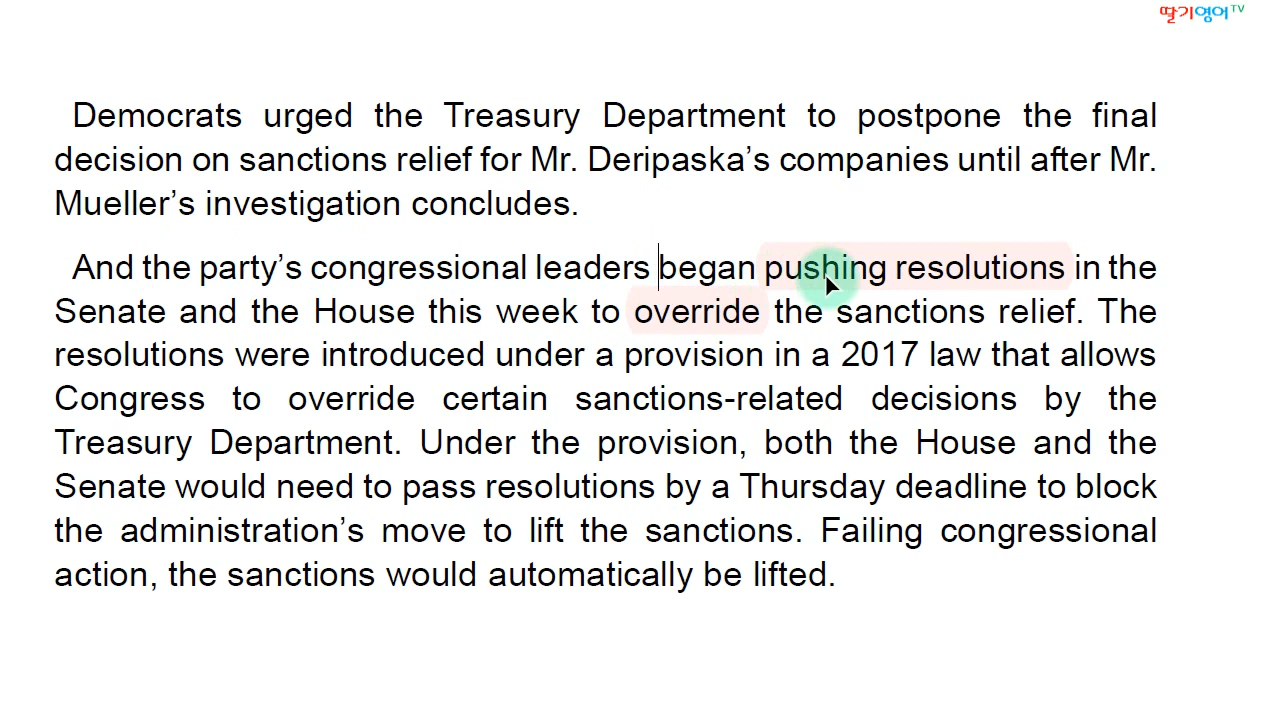 딸기영어TV
Democrats urged the Treasury Department to postpone the final
decision on sanctions relief for Mr. Deripaska’s companies until after Mr.
Mueller’s investigation concludes.
And the party’s congressional leaders began pushing resolutions in the
Senate and the House this week to override the sanctions relief. The
resolutions were introduced under a provision in a 2017 law that allows
Congress to override certain sanctions-related decisions by the
Treasury Department. Under the provision, both the House and the
Senate would need to pass resolutions by a Thursday deadline to block
the administration’s move to lift the sanctions. Failing congressional
action, the sanctions would automatically be lifted.